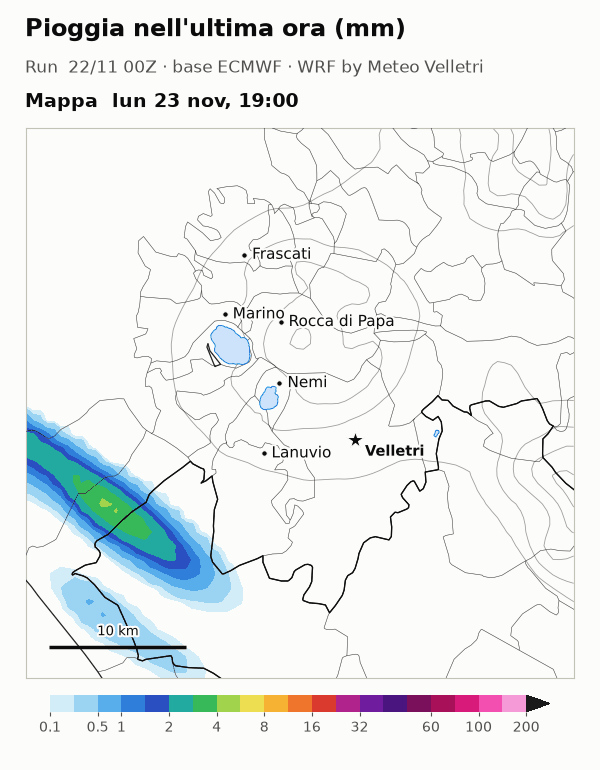 Pioggia nell'ultima ora (mm)
Run  22/11 00Z · base ECMWF · WRF by Meteo Velletri
Mappa  lun 23 nov, 19:00
Frascati
Marino
Rocca di Papa
Nemi
Velletri
Lanuvio
10 km
0.1 0.5 1 2 4 8 16 32 60 100 200